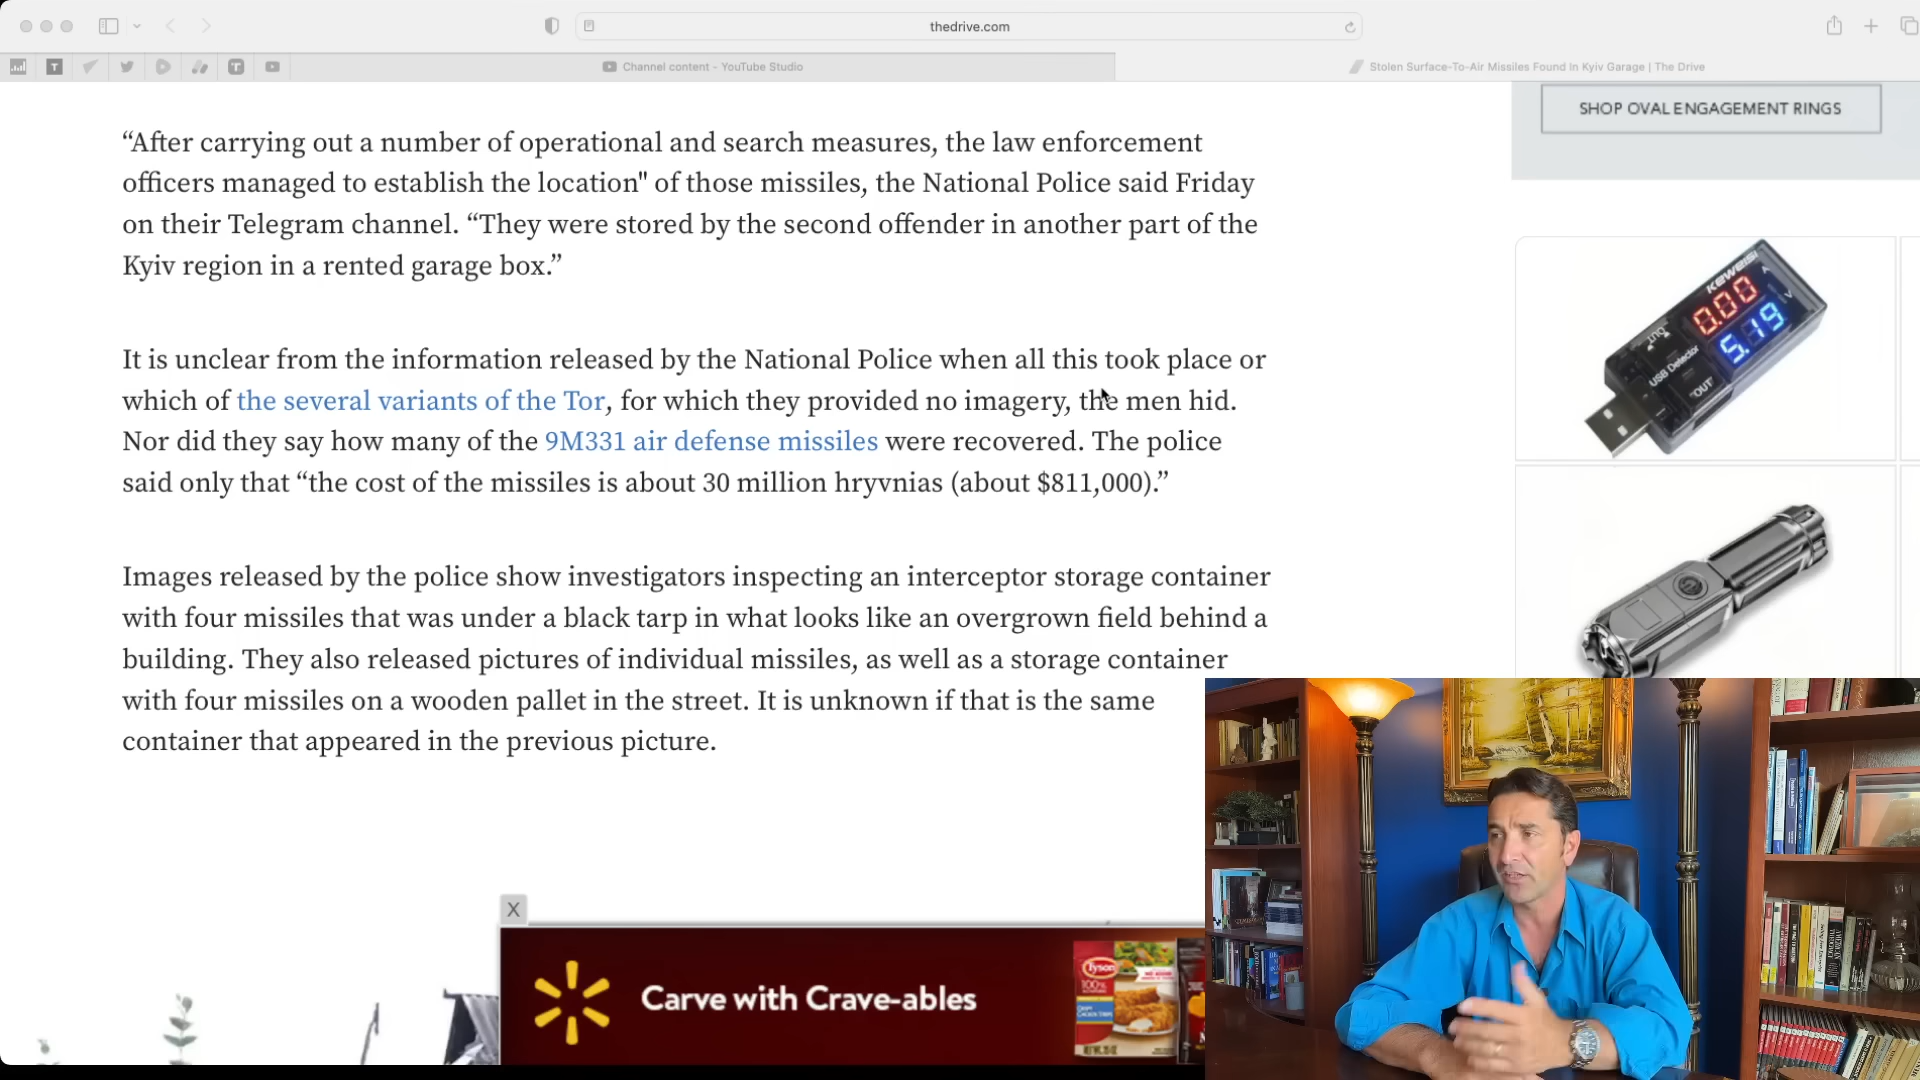 thedrive.com
Channel content - YouTube Studio
Stolen Surface-To-Air Missiles Found In Kyiv Garage | The Drive
SHOP OVAL ENGAGEMENT RINGS
“After carrying out a number of operational and search measures, the law enforcement
officers managed to establish the location" of those missiles, the National Police said Friday
on their Telegram channel. “They were stored by the second offender in another part of the
Kyiv region in a rented garage box.”
It is unclear from the information released by the National Police when all this took place or
which of the several variants of the Tor, for which they provided no imagery, the men hid.
Nor did they say how many of the 9M331 air defense missiles were recovered. The police
said only that “the cost of the missiles is about 30 million hryvnias (about $811,000).”
Images released by the police show investigators inspecting an interceptor storage container
with four missiles that was under a black tarp in what looks like an overgrown field behind a
building. They also released pictures of individual missiles, as well as a storage container
with four missiles on a wooden pallet in the street. It is unknown if that is the same
container that appeared in the previous picture.
KEWEISI
0.00 A
5.19 V
USB Detector
"OUT"
X
Carve with Crave-ables
Tyson
100%